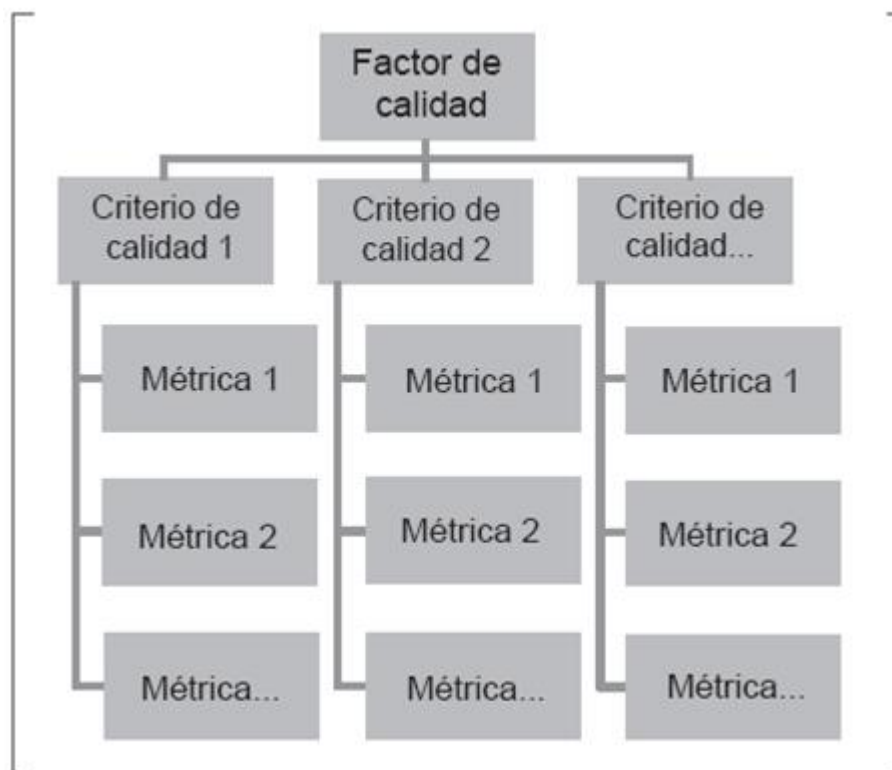 Factor de
calidad
Criterio de
calidad 1
Criterio de
calidad 2
Criterio de
calidad...
Métrica 1
Métrica 1
Métrica 1
Métrica 2
Métrica 2
Métrica 2
Métrica...
Métrica...
Métrica...